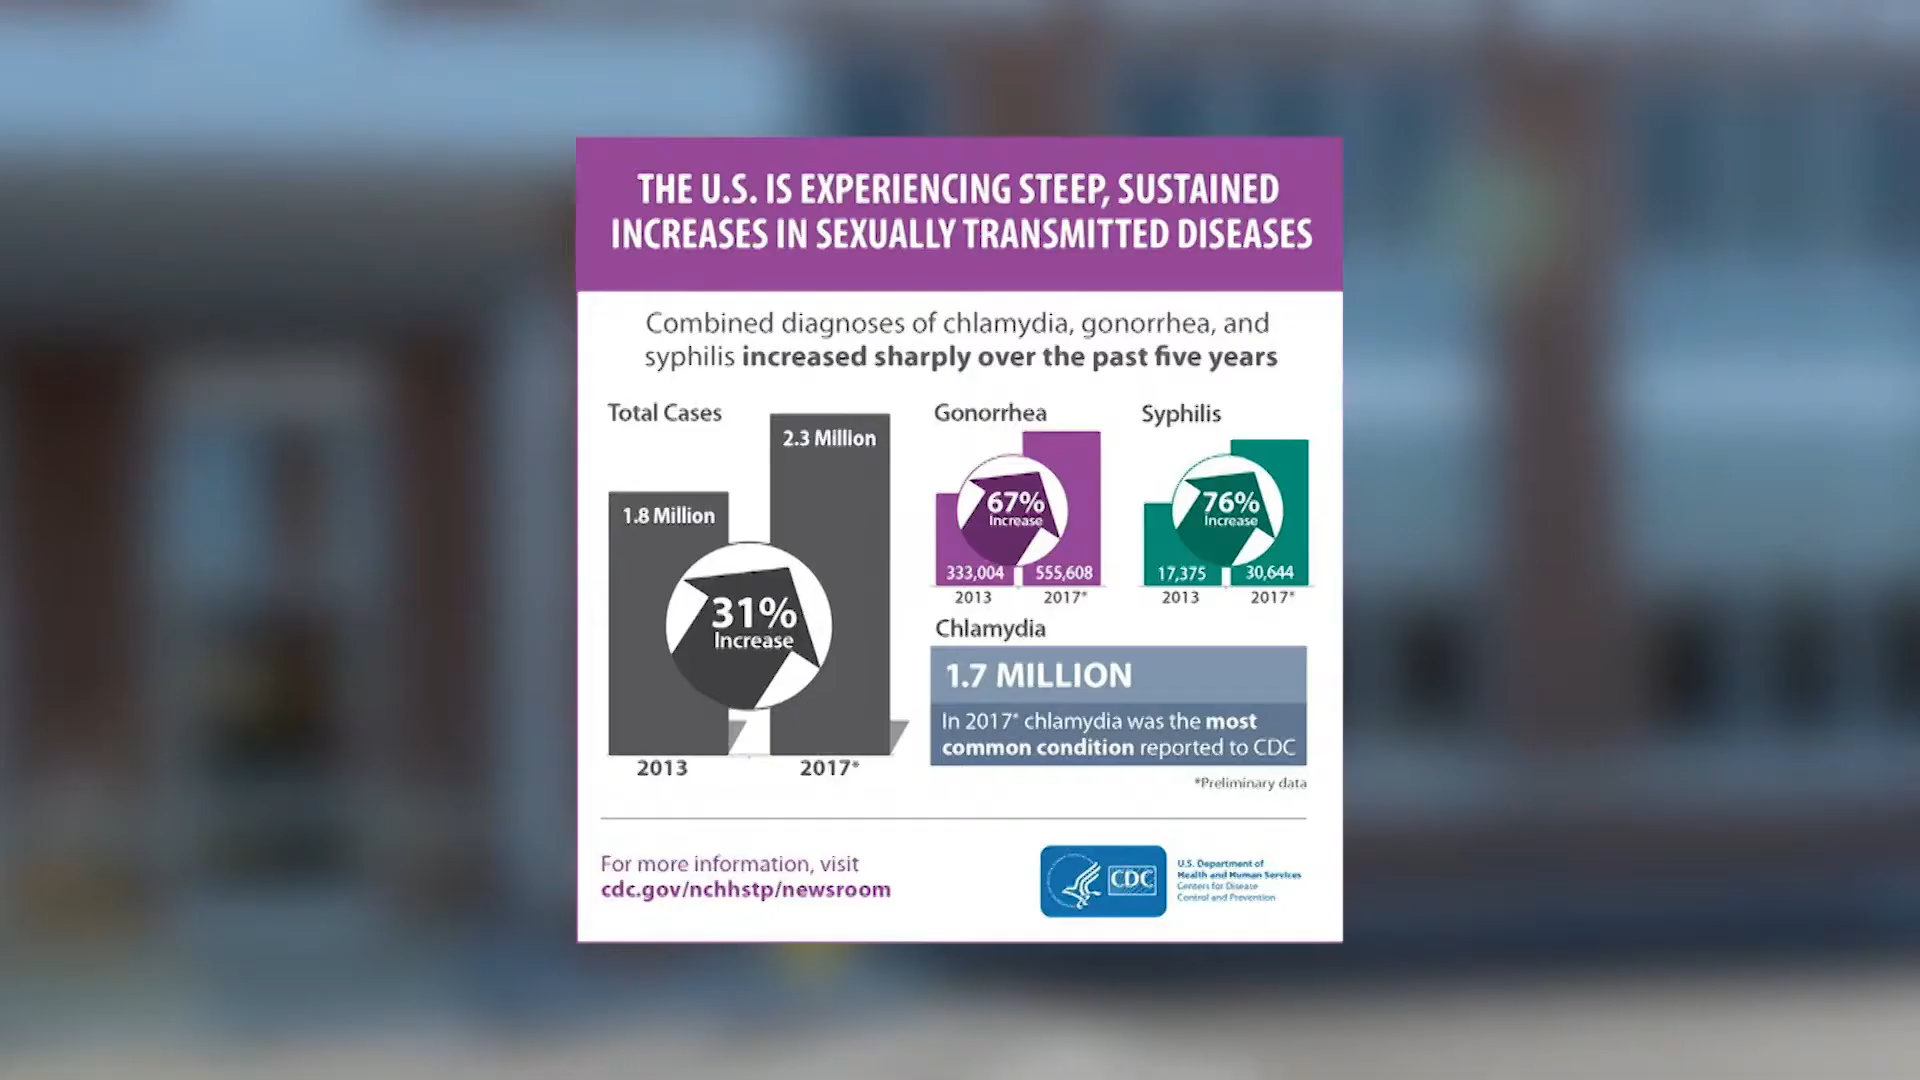 THE U.S. IS EXPERIENCING STEEP, SUSTAINED
INCREASES IN SEXUALLY TRANSMITTED DISEASES
Combined diagnoses of chlamydia, gonorrhea, and
syphilis increased sharply over the past five years
Total Cases
1.8 Million
2.3 Million
31%
Increase
2013
2017*
Gonorrhea
67%
Increase
333,004
555,608
2013
2017*
Syphilis
76%
Increase
17,375
30,644
2013
2017*
Chlamydia
1.7 MILLION
In 2017* chlamydia was the most
common condition reported to CDC
*Preliminary data
For more information, visit
cdc.gov/nchhstp/newsroom
CDC
U.S. Department of
Health and Human Services
Centers for Disease
Control and Prevention